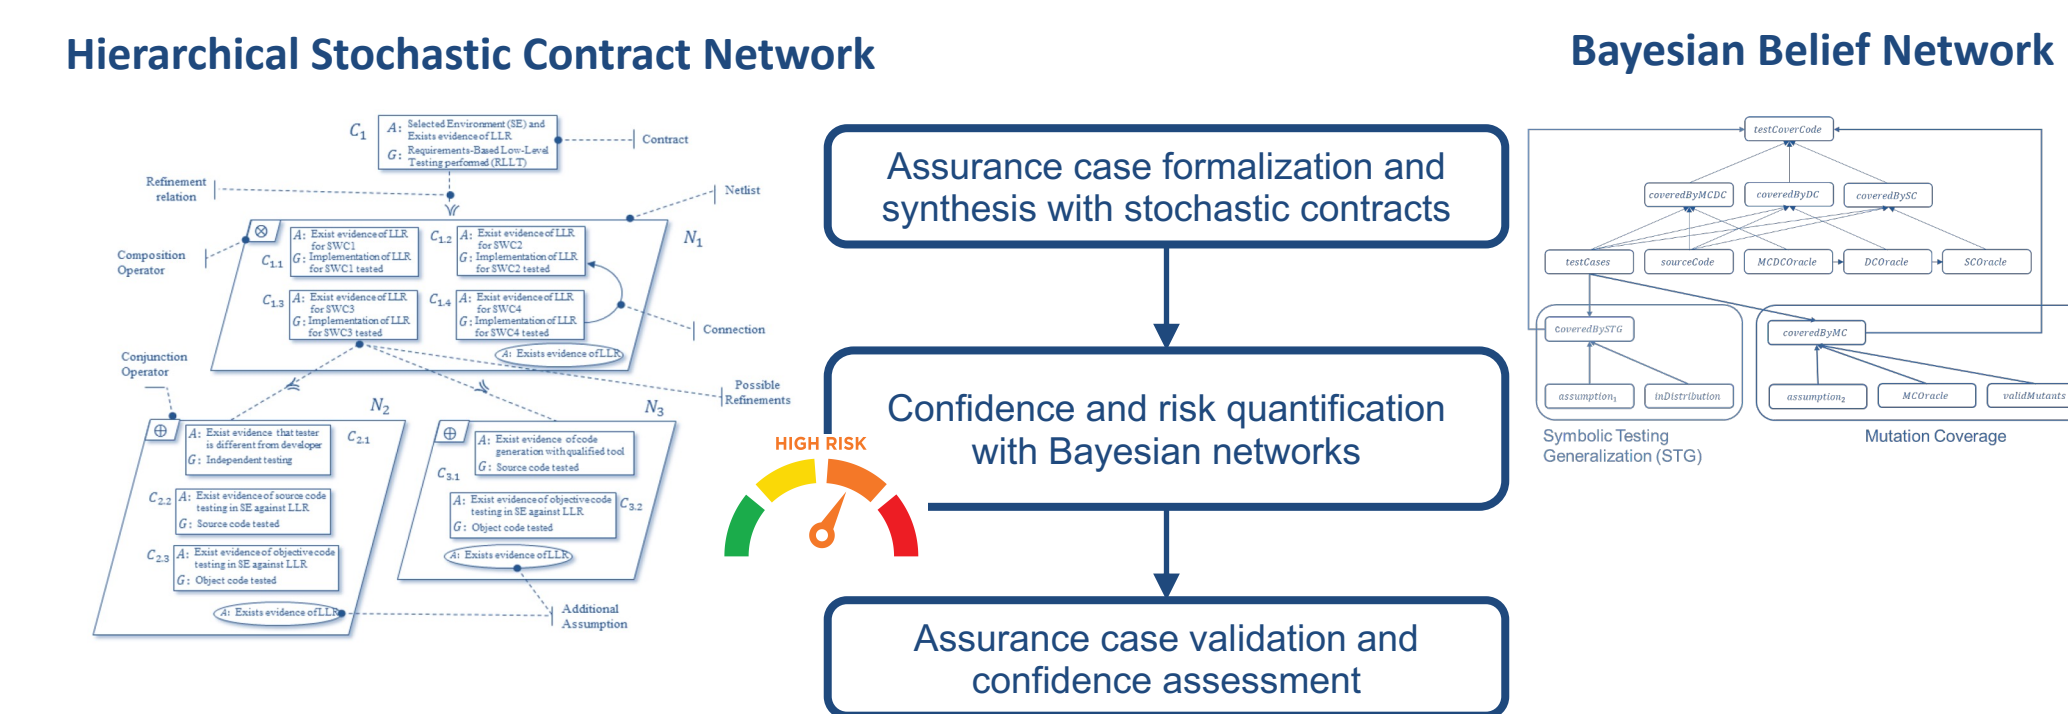 Hierarchical Stochastic Contract Network
C1
A: Selected Environment (SE) and
Exists evidence of LLR
G: Requirements-Based Low-Level
Testing performed (RLLT)
Contract
Refinement
relation
Netlist
N1
Composition
Operator
⊗
C1.1
A: Exist evidence of LLR
for SWC1
G: Implementation of LLR
for SWC1 tested
C1.2
A: Exist evidence of LLR
for SWC2
G: Implementation of LLR
for SWC2 tested
C1.3
A: Exist evidence of LLR
for SWC3
G: Implementation of LLR
for SWC3 tested
C1.4
A: Exist evidence of LLR
for SWC4
G: Implementation of LLR
for SWC4 tested
A: Exists evidence of LLR
Connection
Conjunction
Operator
Possible
Refinements
N2
⊕
A: Exist evidence that tester
is different from developer
G: Independent testing
C2.1
C2.2
A: Exist evidence of source code
testing in SE against LLR
G: Source code tested
C2.3
A: Exist evidence of objective code
testing in SE against LLR
G: Object code tested
A: Exists evidence of LLR
N3
⊕
C3.1
A: Exist evidence of code
generation with qualified tool
G: Source code tested
A: Exist evidence of objective code
testing in SE against LLR
G: Object code tested
C3.2
A: Exists evidence of LLR
Additional
Assumption
Assurance case formalization and
synthesis with stochastic contracts
Confidence and risk quantification
with Bayesian networks
HIGH RISK
Assurance case validation and
confidence assessment
Bayesian Belief Network
testCoverCode
coveredByMCDC
coveredByDC
coveredBySC
testCases
sourceCode
MCDCOracle
DCOracle
SCOracle
coveredBySTG
coveredByMC
assumption1
inDistribution
assumption2
MCOracle
validMutants
Symbolic Testing
Generalization (STG)
Mutation Coverage